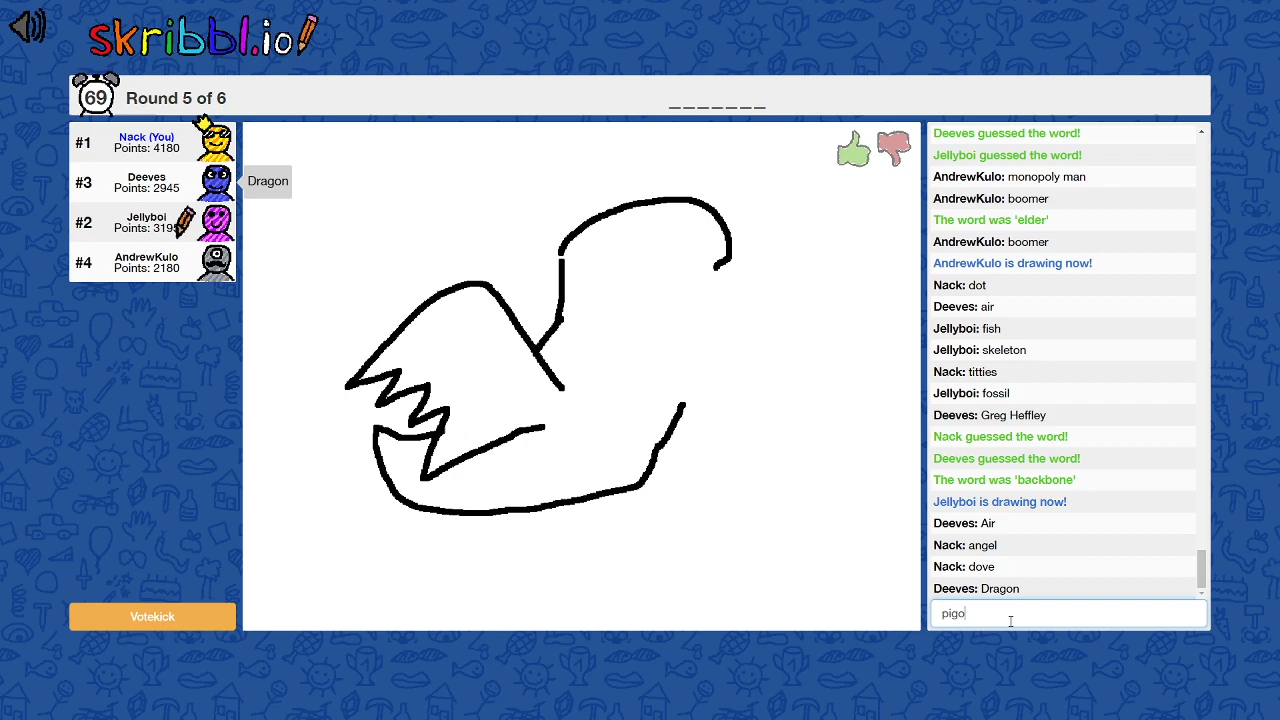 skribbl.io
69
Round 5 of 6
_______
#1
Nack (You)
Points: 4180
#3
Deeves
Points: 2945
Dragon
#2
Jellyboi
Points: 3195
#4
AndrewKulo
Points: 2180
Votekick
Deeves guessed the word!
Jellyboi guessed the word!
AndrewKulo: monopoly man
AndrewKulo: boomer
The word was 'elder'
AndrewKulo: boomer
AndrewKulo is drawing now!
Nack: dot
Deeves: air
Jellyboi: fish
Jellyboi: skeleton
Nack: titties
Jellyboi: fossil
Deeves: Greg Heffley
Nack guessed the word!
Deeves guessed the word!
The word was 'backbone'
Jellyboi is drawing now!
Deeves: Air
Nack: angel
Nack: dove
Deeves: Dragon
pigo